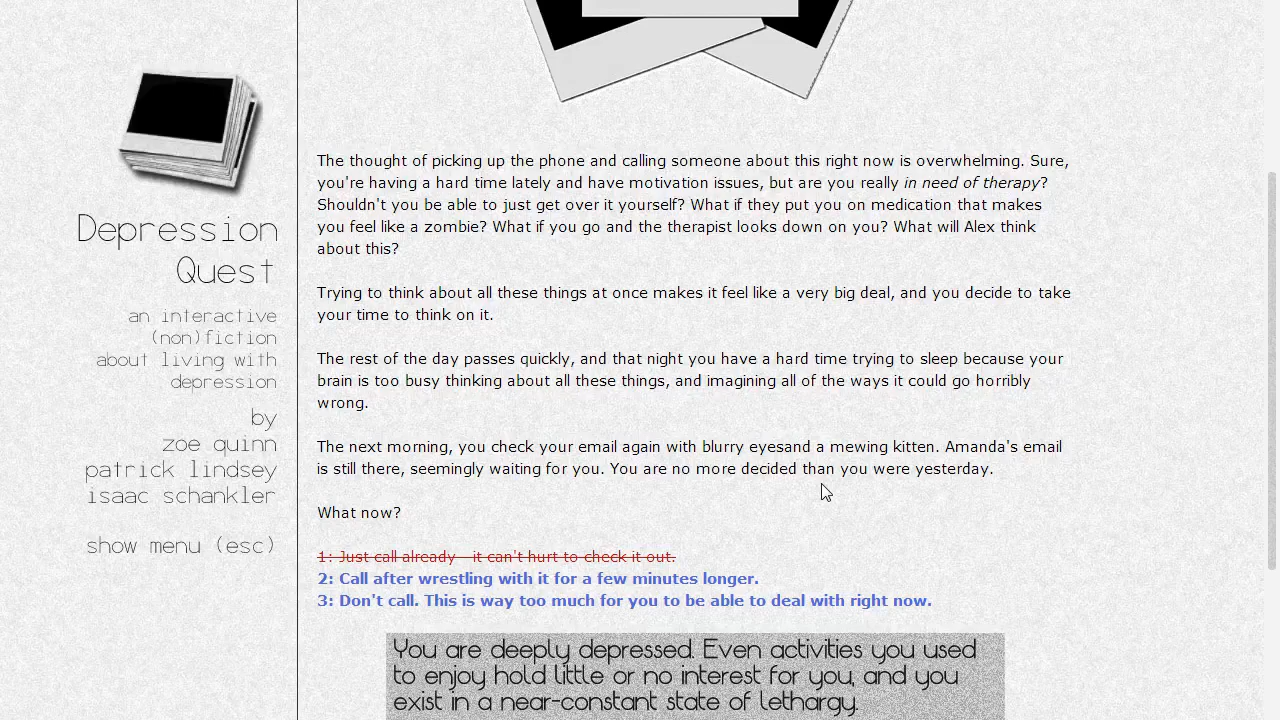 Depression
Quest
an interactive
(non)fiction
about living with
depression
by
zoe quinn
patrick lindsey
isaac schankler
show menu (esc)
The thought of picking up the phone and calling someone about this right now is overwhelming. Sure,
you're having a hard time lately and have motivation issues, but are you really in need of therapy?
Shouldn't you be able to just get over it yourself? What if they put you on medication that makes
you feel like a zombie? What if you go and the therapist looks down on you? What will Alex think
about this?
Trying to think about all these things at once makes it feel like a very big deal, and you decide to take
your time to think on it.
The rest of the day passes quickly, and that night you have a hard time trying to sleep because your
brain is too busy thinking about all these things, and imagining all of the ways it could go horribly
wrong.
The next morning, you check your email again with blurry eyesand a mewing kitten. Amanda's email
is still there, seemingly waiting for you. You are no more decided than you were yesterday.
What now?
1: Just call already - it can't hurt to check it out.
2: Call after wrestling with it for a few minutes longer.
3: Don't call. This is way too much for you to be able to deal with right now.
You are deeply depressed. Even activities you used
to enjoy hold little or no interest for you, and you
exist in a near-constant state of lethargy.